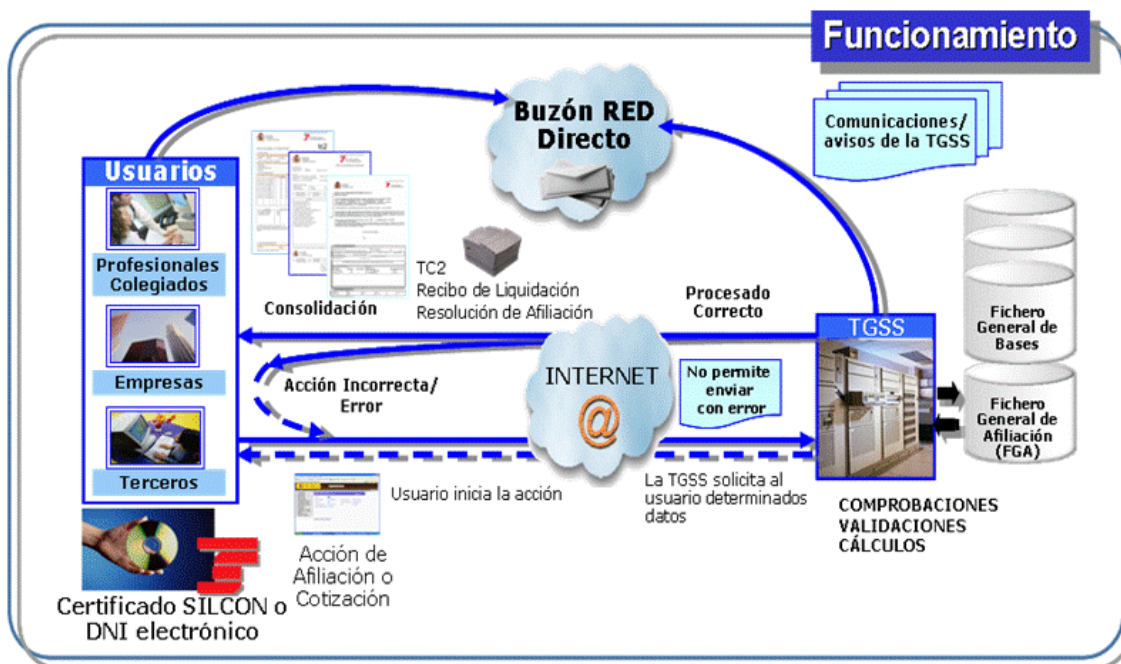 Funcionamiento
Buzón RED
Directo
Comunicaciones/
avisos de la TGSS
Usuarios
Profesionales
Colegiados
Empresas
Terceros
TC2
Recibo de Liquidación
Resolución de Afiliación
Consolidación
Procesado
Correcto
TGSS
Fichero
General de
Bases
Fichero
General de
Afiliación
(FGA)
INTERNET
@
No permite
enviar
con error
Acción Incorrecta/
Error
Usuario inicia la acción
La TGSS solicita al
usuario determinados
datos
COMPROBACIONES
VALIDACIONES
CÁLCULOS
Acción de
Afiliación o
Cotización
Certificado SILCON o
DNI electrónico